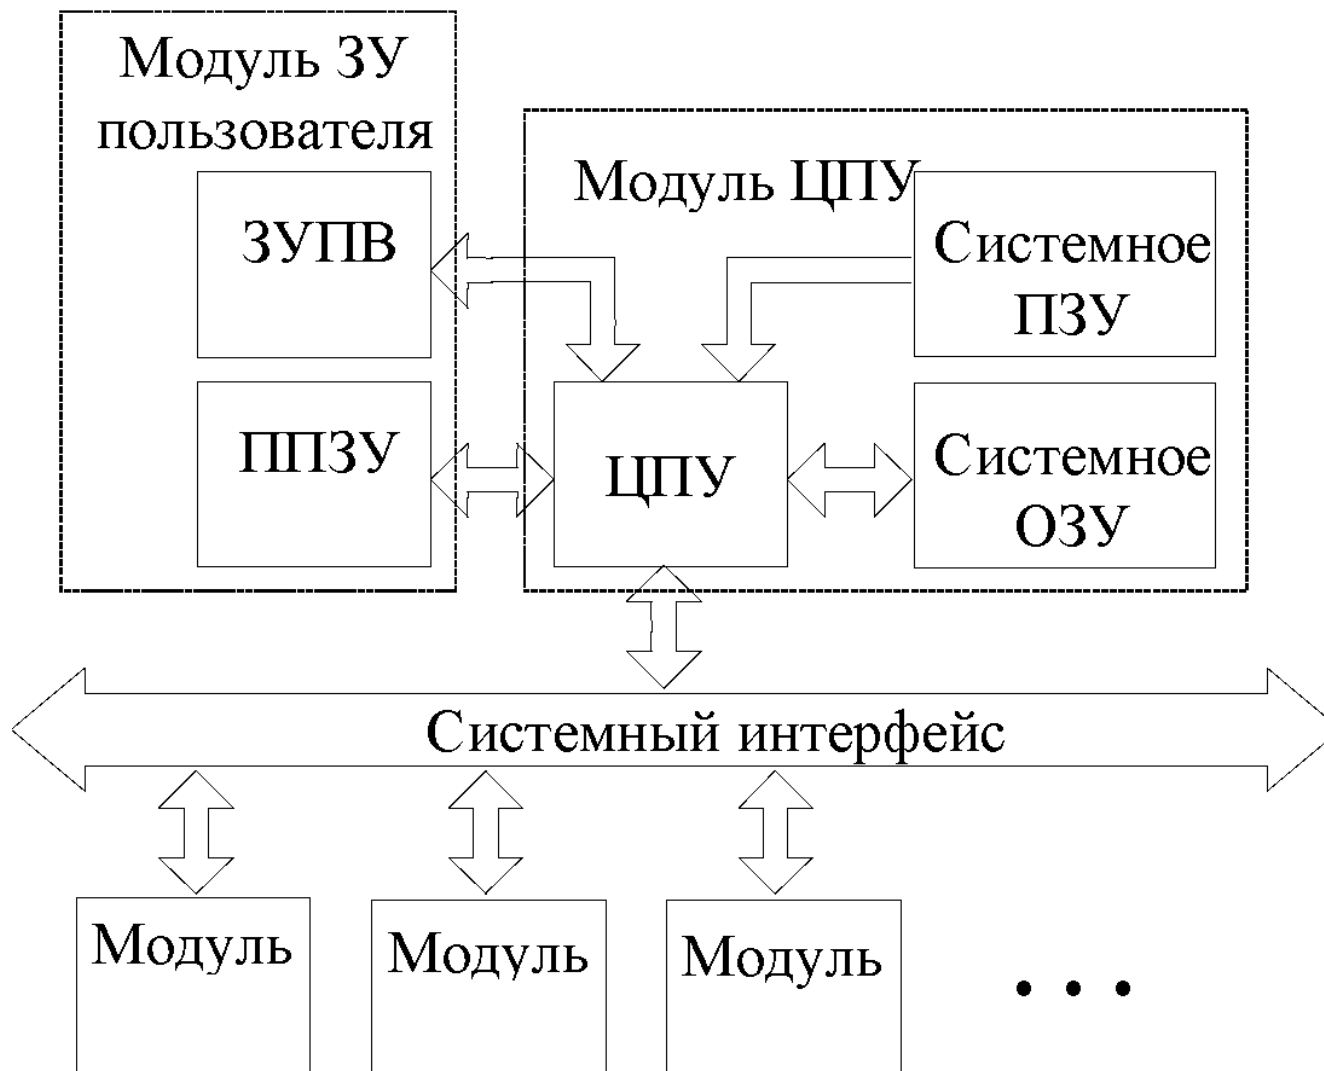 Модуль ЗУ
пользователя
ЗУПВ
ППЗУ
Модуль ЦПУ
Системное
ПЗУ
ЦПУ
Системное
ОЗУ
Системный интерфейс
Модуль
Модуль
Модуль
. . .